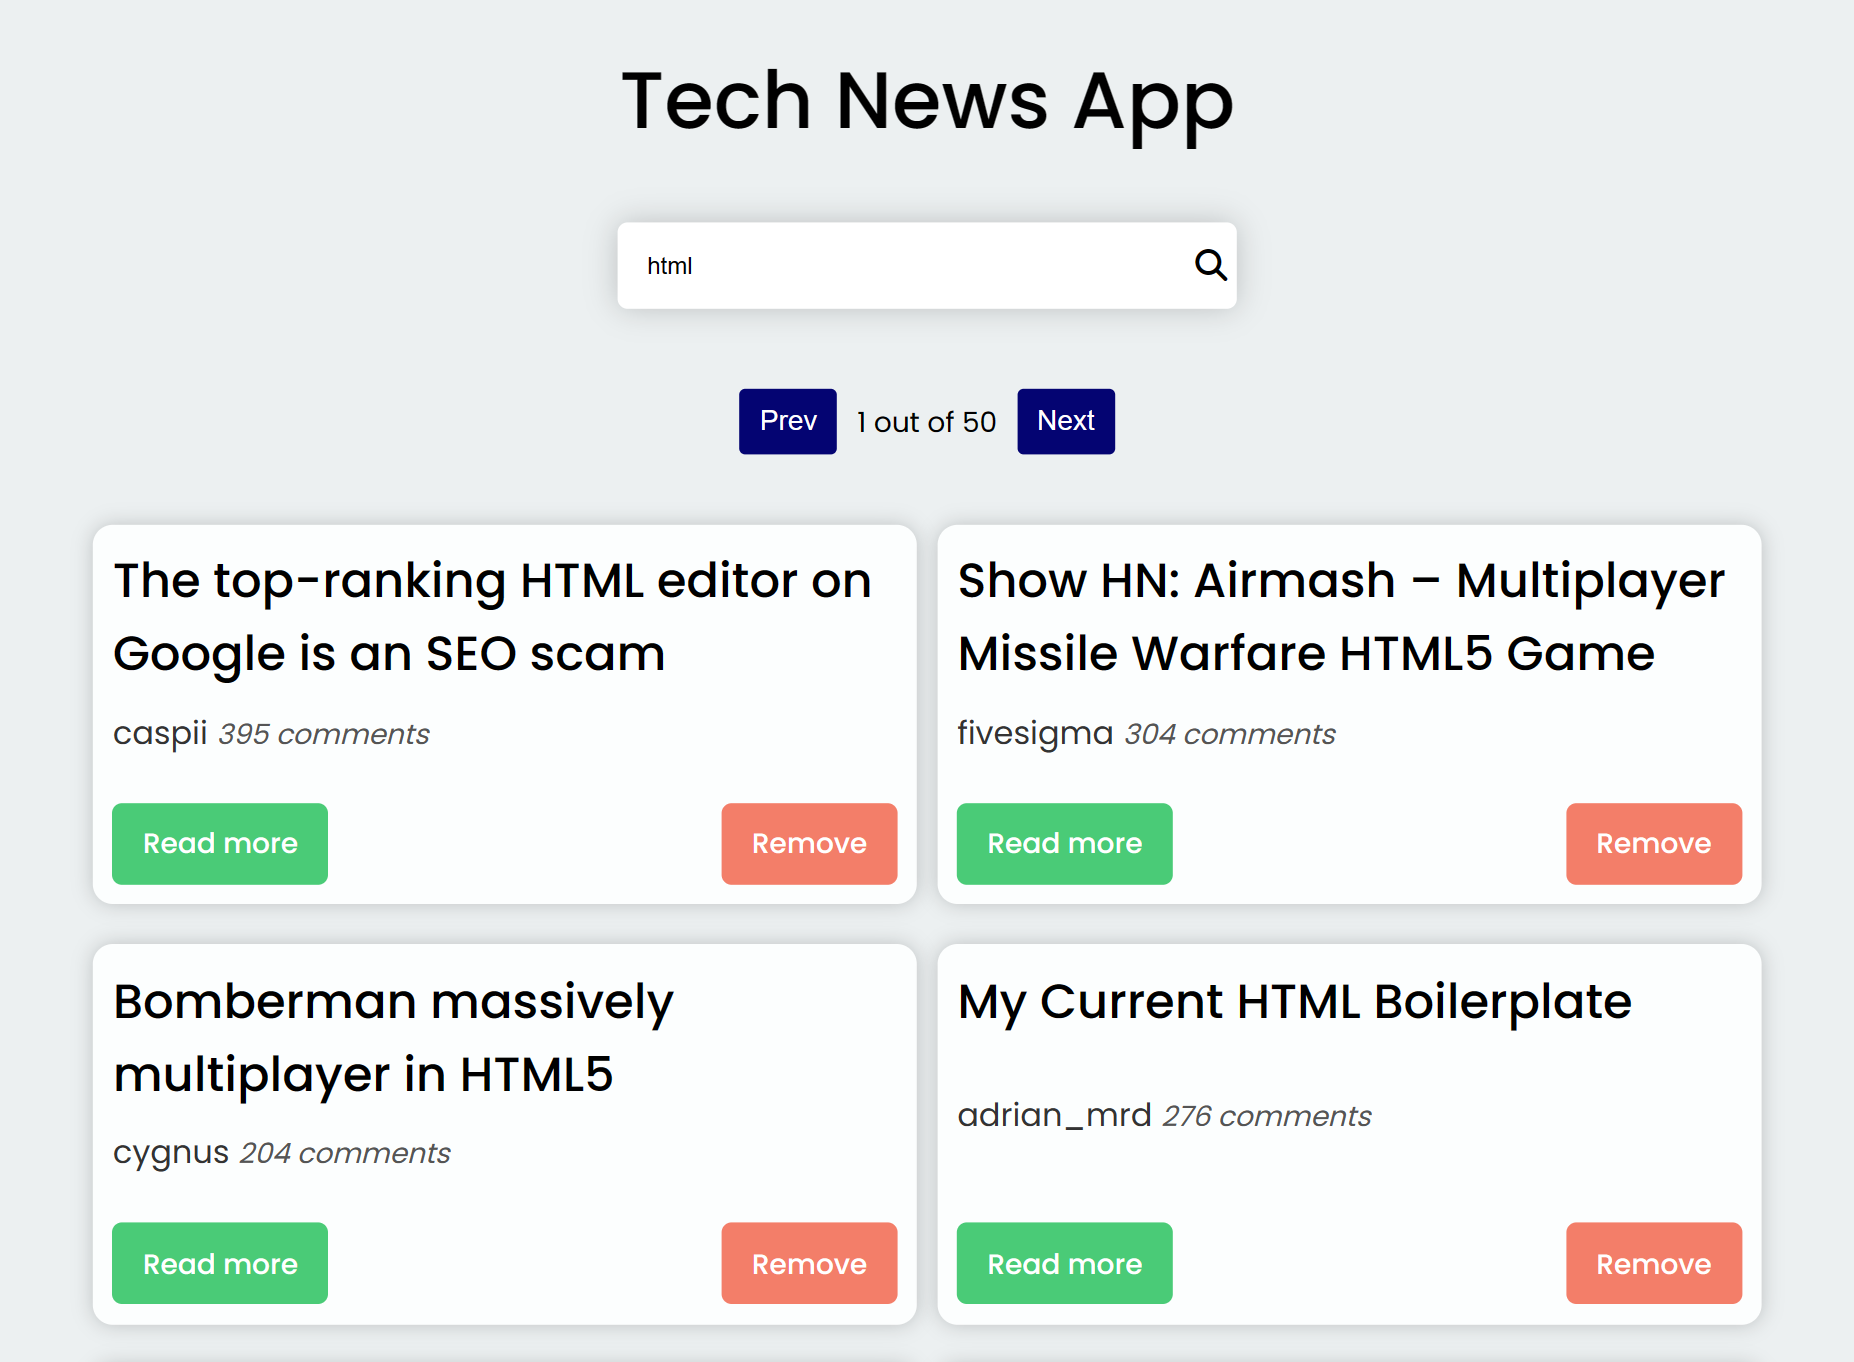 Tech News App
html
Prev 1 out of 50 Next
The top-ranking HTML editor on
Google is an SEO scam
caspii 395 comments
Read more Remove
Show HN: Airmash – Multiplayer
Missile Warfare HTML5 Game
fivesigma 304 comments
Read more Remove
Bomberman massively
multiplayer in HTML5
cygnus 204 comments
Read more Remove
My Current HTML Boilerplate
adrian_mrd 276 comments
Read more Remove